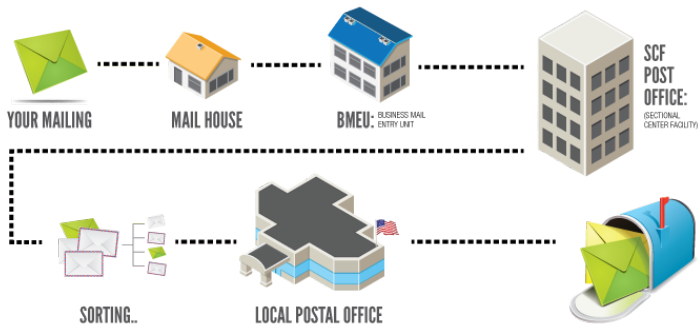 YOUR MAILING
MAIL HOUSE
BMEU: BUSINESS MAIL
ENTRY UNIT
SCF
POST
OFFICE:
(SECTIONAL
CENTER FACILITY)
SORTING..
LOCAL POSTAL OFFICE